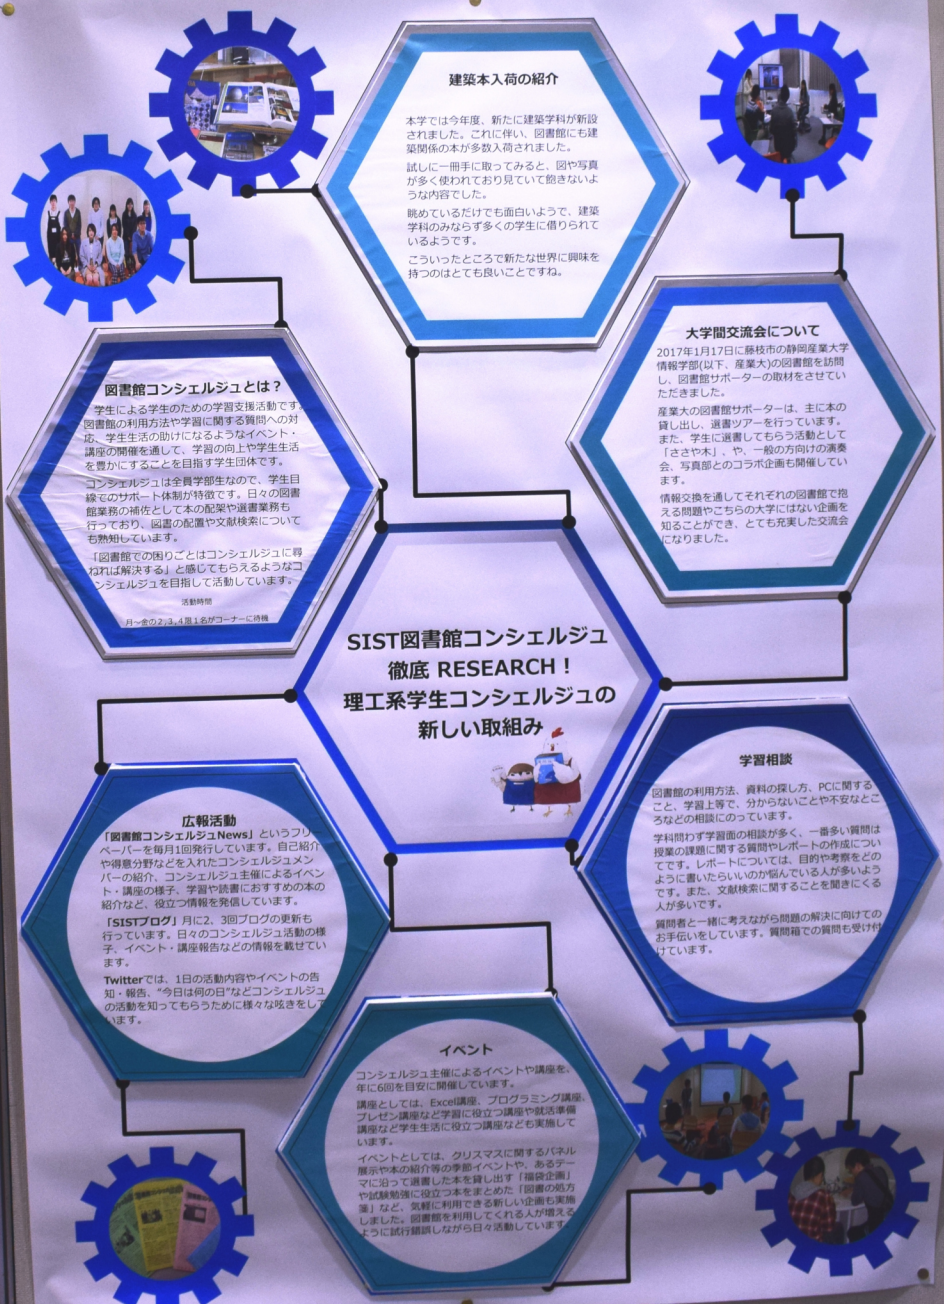 建築本入荷の紹介
本学では今年度、新たに建築学科が新設
されました。これに伴い、図書館にも建
築関係の本が多数入荷されました。
試しに一冊手に取ってみると、図や写真
が多く使われており見ていて飽きないよ
うな内容でした。
眺めているだけでも面白いようで、建築
学科のみならず多くの学生に借りられて
いるようです。
こういったところで新たな世界に興味を
持つのはとても良いことですね。
大学間交流会について
2017年1月17日に藤枝市の静岡産業大学
情報学部(以下、産業大)の図書館を訪問
し、図書館サポーターの取材をさせてい
ただきました。
産業大の図書館サポーターは、主に本の
貸し出し、選書ツアーを行っています。
また、学生に選書してもらう活動として
「ささや木」、や、一般の方向けの演奏
会、写真部とのコラボ企画も開催してい
ます。
情報交換を通してそれぞれの図書館で抱
える問題やこちらの大学にはない企画を
知ることができ、とても充実した交流会
になりました。
図書館コンシェルジュとは？
学生による学生のための学習支援活動です。
図書館の利用方法や学習に関する質問への対
応、学生生活の助けになるようなイベント・
講座の開催を通して、学習の向上や学生生活
を豊かにすることを目指す学生団体です。
コンシェルジュは全員学部生なので、学生目
線でのサポート体制が特徴です。日々の図書
館業務の補佐として本の配架や選書業務も
行っており、図書の配置や文献検索について
も熟知しています。
「図書館での困りごとはコンシェルジュに尋
ねれば解決する」と感じてもらえるようなコ
ンシェルジュを目指して活動しています。
活動時間
月～金の2,3,4限１名がコーナーに待機
SIST図書館コンシェルジュ
徹底 RESEARCH！
理工系学生コンシェルジュの
新しい取組み
学習相談
図書館の利用方法、資料の探し方、PCに関する
こと、学習上等で、分からないことや不安なとこ
ろなどの相談にのっています。
学科問わず学習面の相談が多く、一番多い質問は
授業の課題に関する質問やレポートの作成につい
てです。レポートについては、目的や考察をどの
ように書いたらいいのか悩んでいる人が多いよう
です。また、文献検索に関することを聞きにくる
人が多いです。
質問者と一緒に考えながら問題の解決に向けての
お手伝いをしています。質問箱での質問も受け付
けています。
広報活動
「図書館コンシェルジュNews」というフリー
ペーパーを毎月1回発行しています。自己紹介
や得意分野などを入れたコンシェルジュメン
バーの紹介、コンシェルジュ主催によるイベン
ト・講座の様子、学習や読書におすすめの本の
紹介など、役立つ情報を発信しています。
「SISTブログ」月に2、3回ブログの更新も
行っています。日々のコンシェルジュ活動の様
子、イベント・講座報告などの情報を載せてい
ます。
Twitterでは、1日の活動内容やイベントの告
知・報告、“今日は何の日”などコンシェルジュ
の活動を知ってもらうために様々な呟きをして
います。
イベント
コンシェルジュ主催によるイベントや講座を、
年に6回を目安に開催しています。
講座としては、Excel講座、プログラミング講座、
プレゼン講座など学習に役立つ講座や就活準備
講座など学生生活に役立つ講座なども実施して
います。
イベントとしては、クリスマスに関するパネル
展示や本の紹介等の季節イベントや、あるテー
マに沿って選書した本を貸し出す「福袋企画」
や試験勉強に役立つ本をまとめた「図書の処方
箋」など、気軽に利用できる新しい企画も実施
しました。図書館を利用してくれる人が増える
ように試行錯誤しながら日々活動しています。